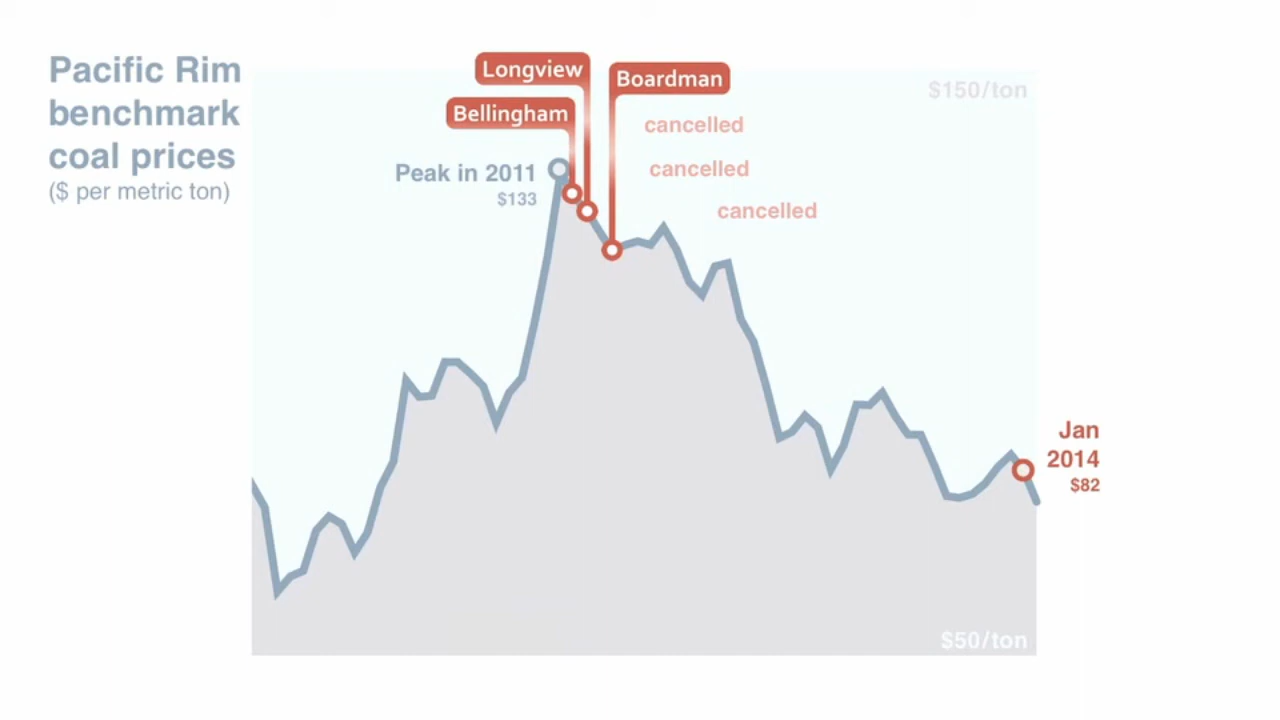 Pacific Rim
benchmark
coal prices
($ per metric ton)
Longview
Boardman
Bellingham
cancelled
cancelled
cancelled
Peak in 2011
$133
$150/ton
Jan
2014
$82
$50/ton